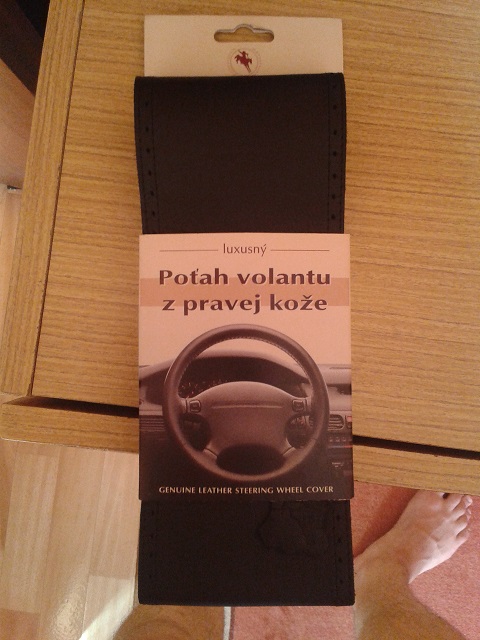 luxusný
Poťah volantu
z pravej kože
GENUINE LEATHER STEERING WHEEL COVER